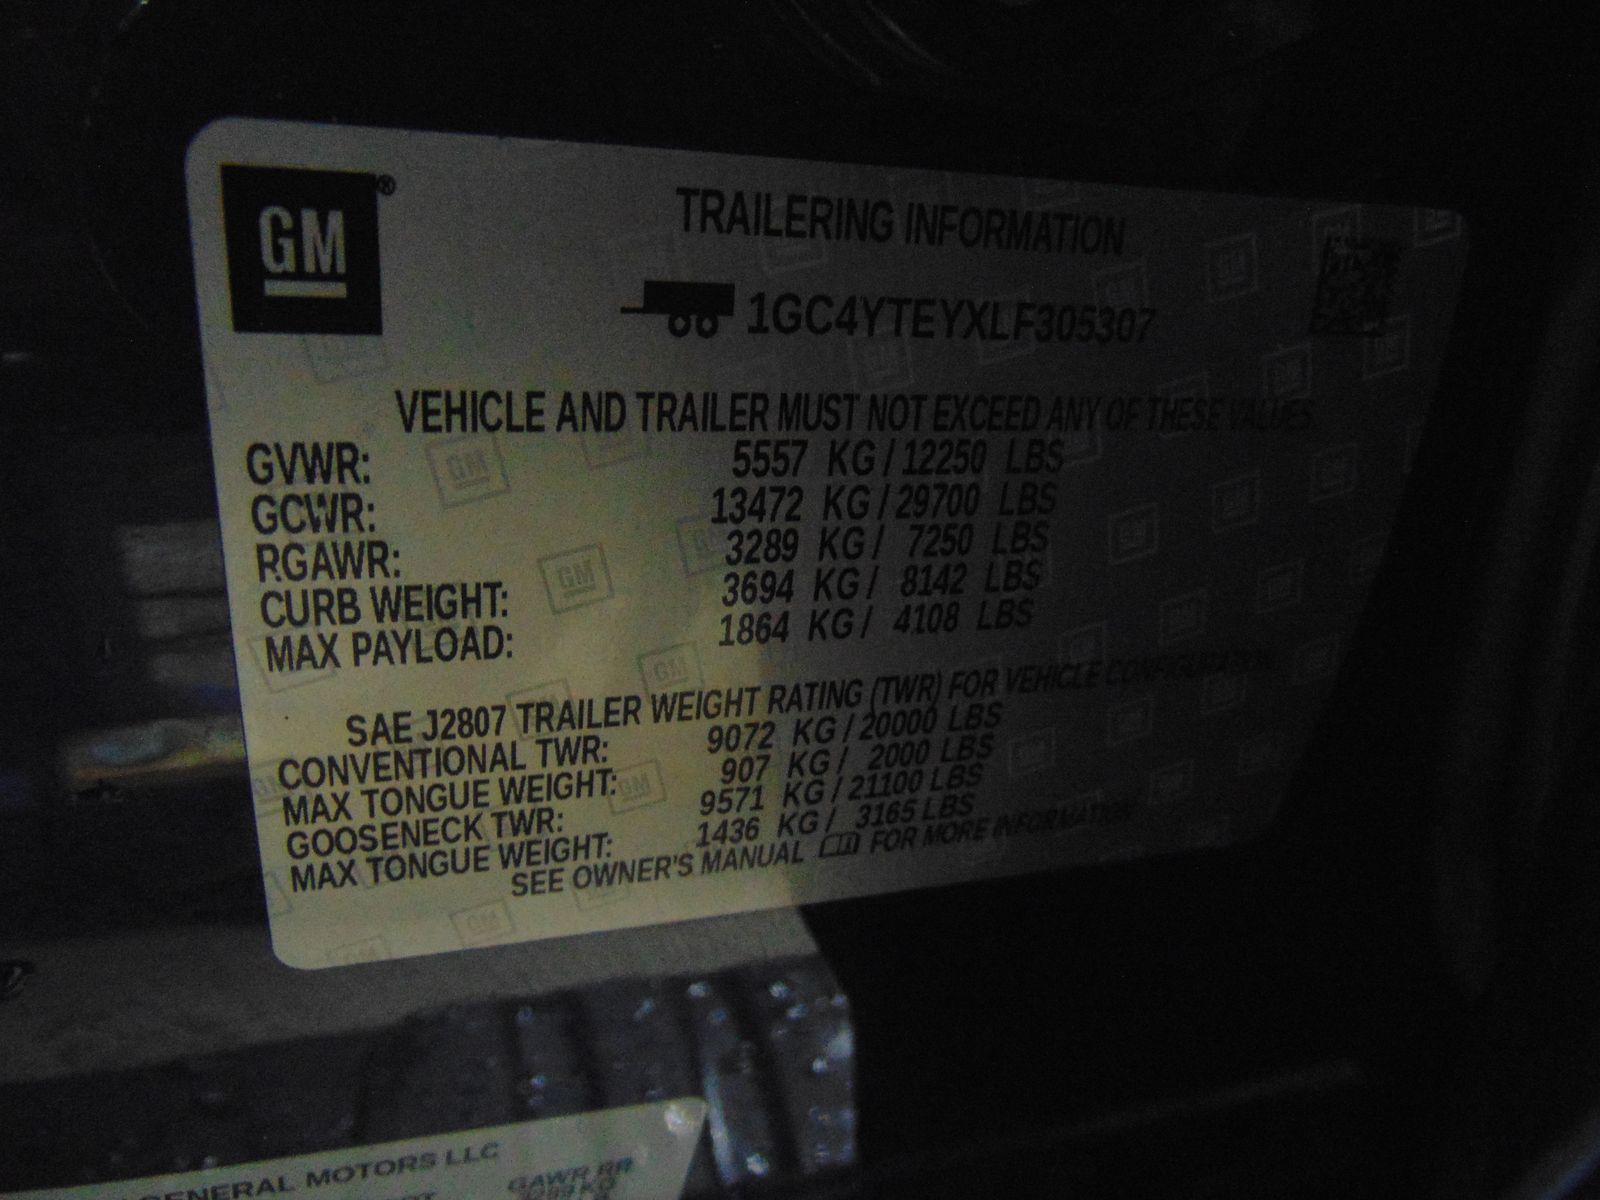 GM®
TRAILERING INFORMATION
1GC4YTEYXLF305307
VEHICLE AND TRAILER MUST NOT EXCEED ANY OF THESE VALUES
GVWR: 5557 KG / 12250 LBS
GCWR: 13472 KG / 29700 LBS
RGAWR: 3289 KG / 7250 LBS
CURB WEIGHT: 3694 KG / 8142 LBS
MAX PAYLOAD: 1864 KG / 4108 LBS
SAE J2807 TRAILER WEIGHT RATING (TWR) FOR VEHICLE CONFIGURATION
CONVENTIONAL TWR: 9072 KG / 20000 LBS
MAX TONGUE WEIGHT: 907 KG / 2000 LBS
GOOSENECK TWR: 9571 KG / 21100 LBS
MAX TONGUE WEIGHT: 1436 KG / 3165 LBS
SEE OWNER'S MANUAL FOR MORE INFORMATION
GENERAL MOTORS LLC
GAWR RR